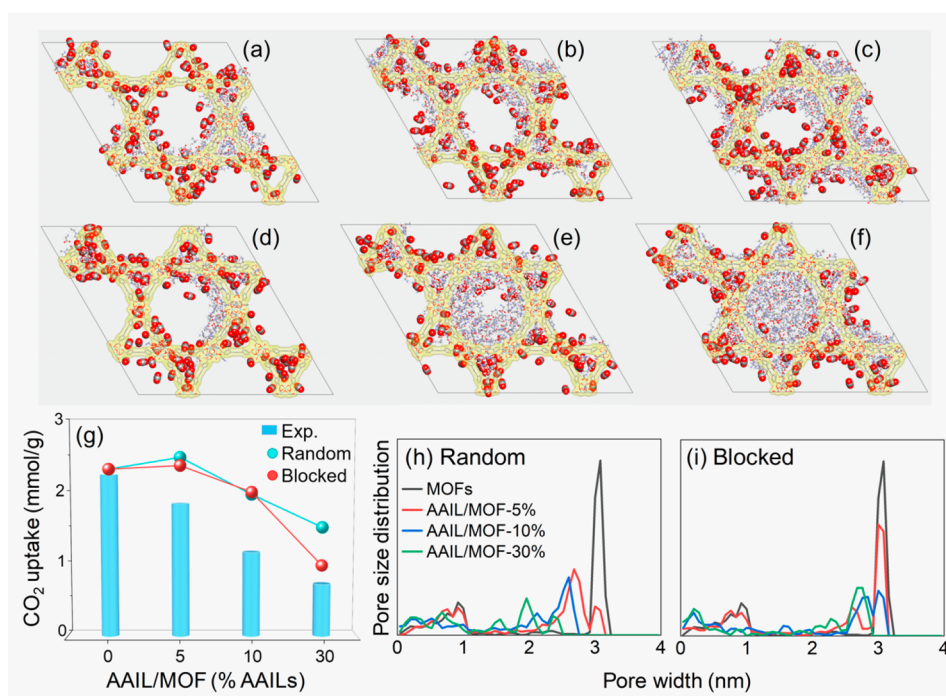 (a)
(b)
(c)
(d)
(e)
(f)
(g)
Exp.
Random
Blocked
CO₂ uptake (mmol/g)
3
2
1
0
0
5
10
30
AAIL/MOF (% AAILs)
(h) Random
MOFs
AAIL/MOF-5%
AAIL/MOF-10%
AAIL/MOF-30%
Pore size distribution
0
1
2
3
4
(i) Blocked
0
1
2
3
4
Pore width (nm)